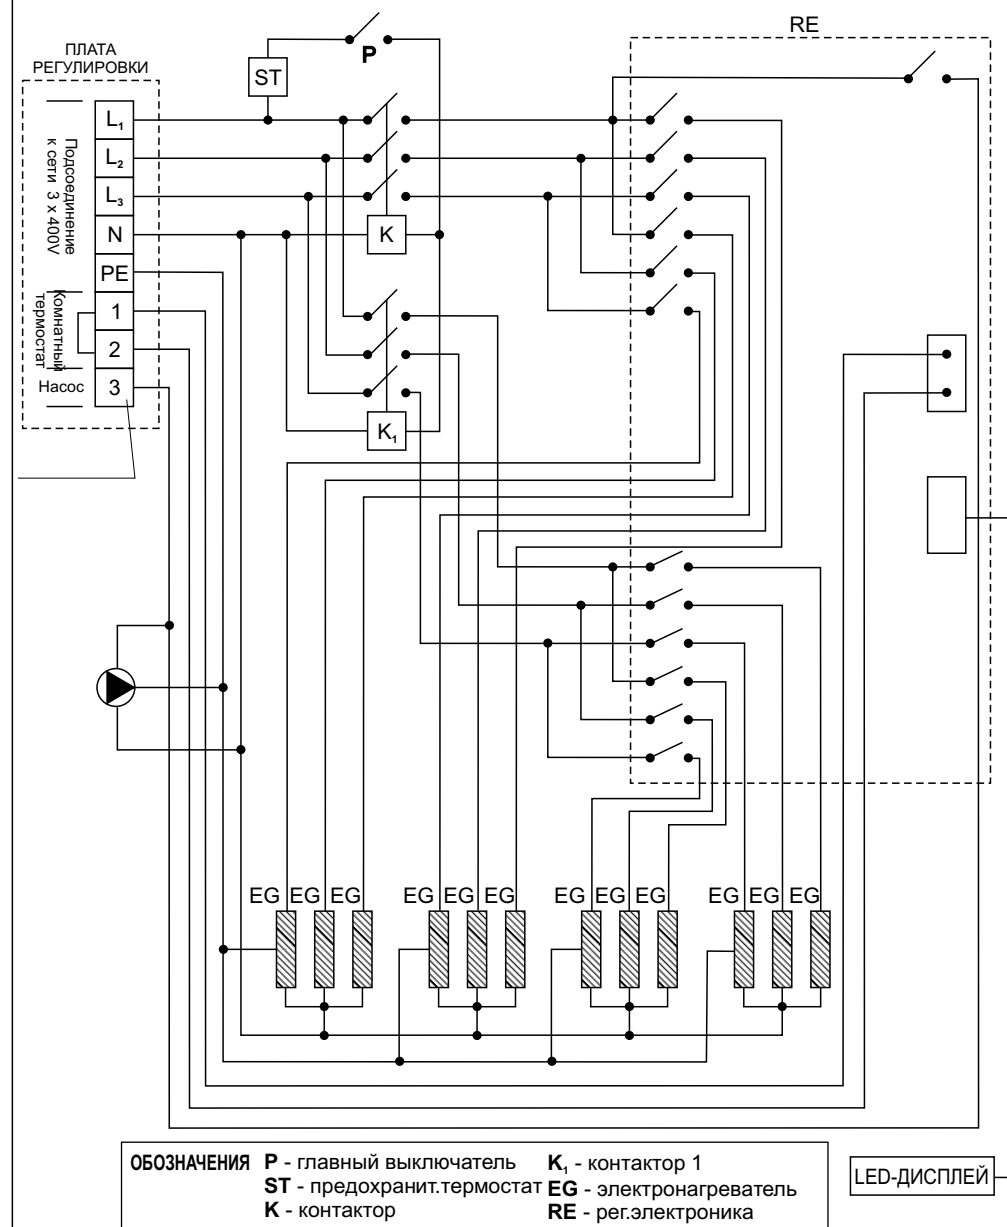 RE
P
ST
ПЛАТА
РЕГУЛИРОВКИ
L₁
L₂
L₃
N
PE
1
2
3
Подсоединение
к сети 3 x 400V
Комнатный
термостат
Насос
K
K₁
EG EG EG
EG EG EG
EG EG EG
EG EG EG
ОБОЗНАЧЕНИЯ
P - главный выключатель
ST - предохранит.термостат
K - контактор
K₁ - контактор 1
EG - электронагреватель
RE - рег.электроника
LED-ДИСПЛЕЙ